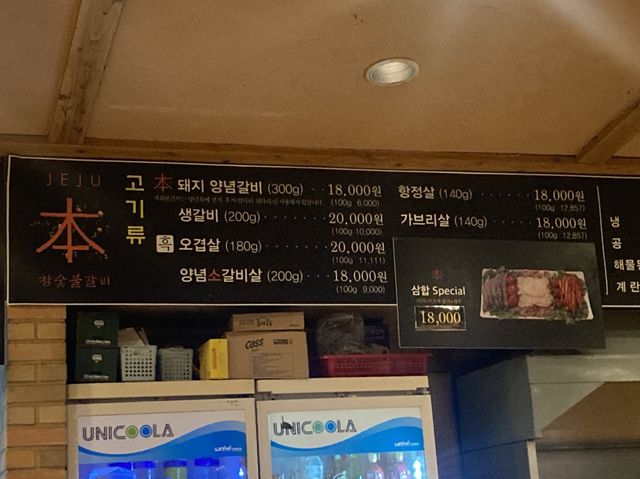 JEJU
本
참숯불갈비
고기류
本 돼지 양념갈비 (300g) 18,000원
(100g 6,000)
생갈비 (200g) 20,000원
(100g 10,000)
흑 오겹살 (180g) 20,000원
(100g 11,111)
양념소갈비살 (200g) 18,000원
(100g 9,000)
항정살 (140g) 18,000원
(100g 12,857)
가브리살 (140g) 18,000원
(100g 12,857)
삼합 Special
18,000
냉
공
해물
계란
Cass
UNICOOLA
UNICOOLA